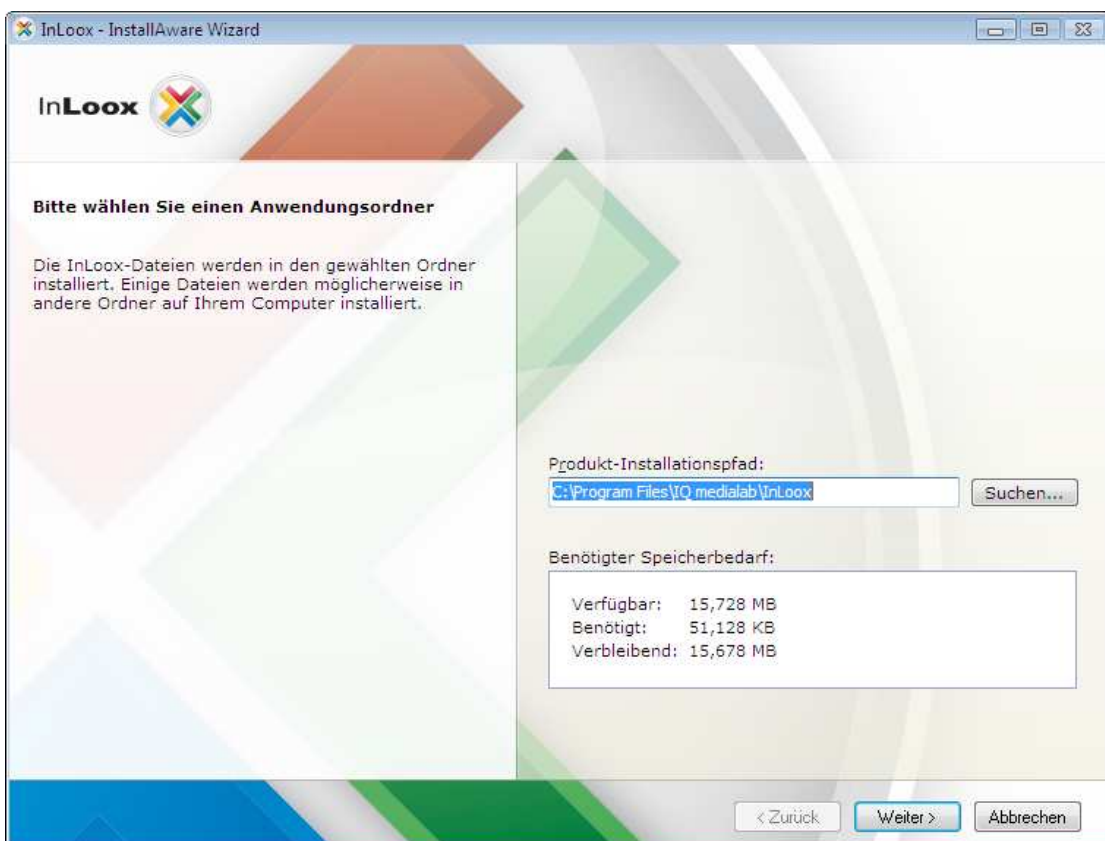 InLoox - InstallAware Wizard
InLoox
Bitte wählen Sie einen Anwendungsordner
Die InLoox-Dateien werden in den gewählten Ordner
installiert. Einige Dateien werden möglicherweise in
andere Ordner auf Ihrem Computer installiert.
Produkt-Installationspfad:
C:\Program Files\IQ medialab\InLoox
Suchen...
Benötigter Speicherbedarf:
Verfügbar: 15,728 MB
Benötigt: 51,128 KB
Verbleibend: 15,678 MB
< Zurück
Weiter >
Abbrechen